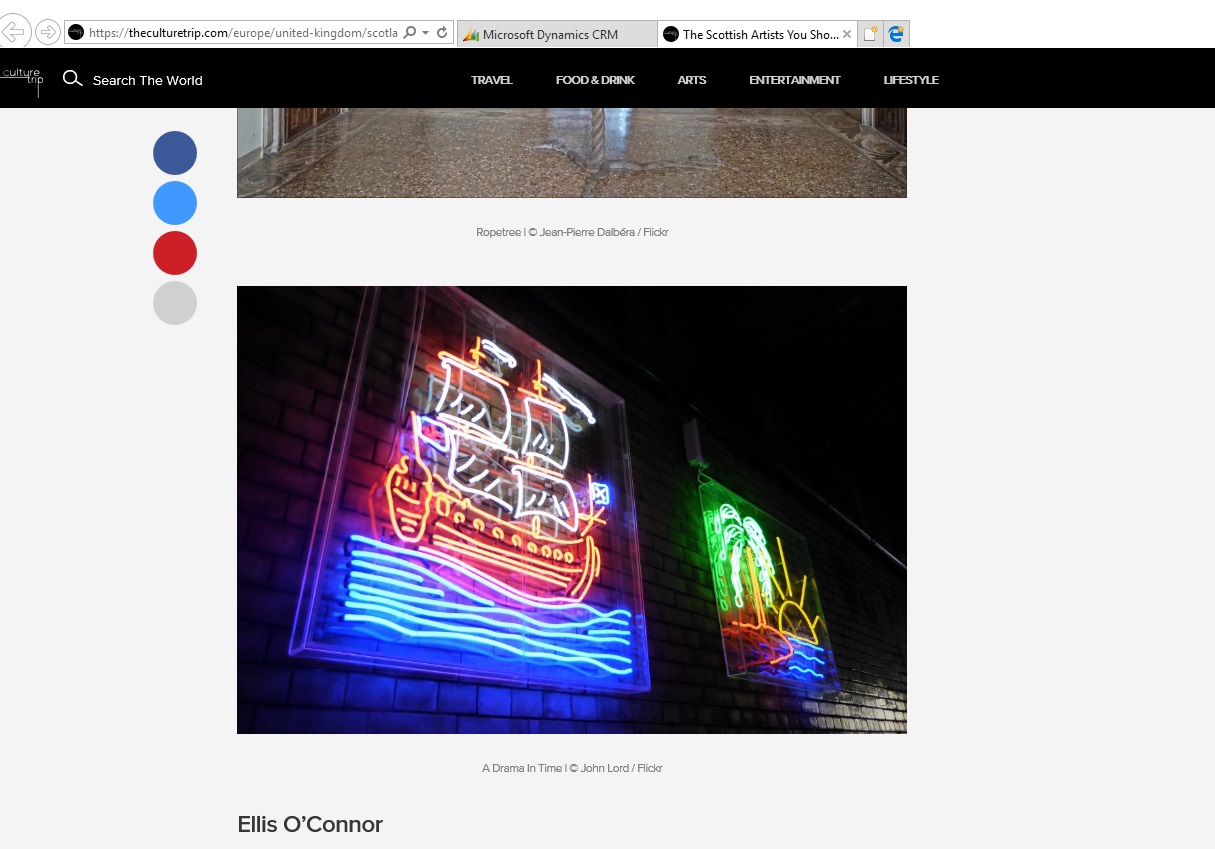 https://theculturetrip.com/europe/united-kingdom/scotla
Microsoft Dynamics CRM
The Scottish Artists You Sho...
culture
trip
Search The World
TRAVEL
FOOD & DRINK
ARTS
ENTERTAINMENT
LIFESTYLE
Ropetree | © Jean-Pierre Dalbéra / Flickr
A Drama In Time | © John Lord / Flickr
Ellis O’Connor